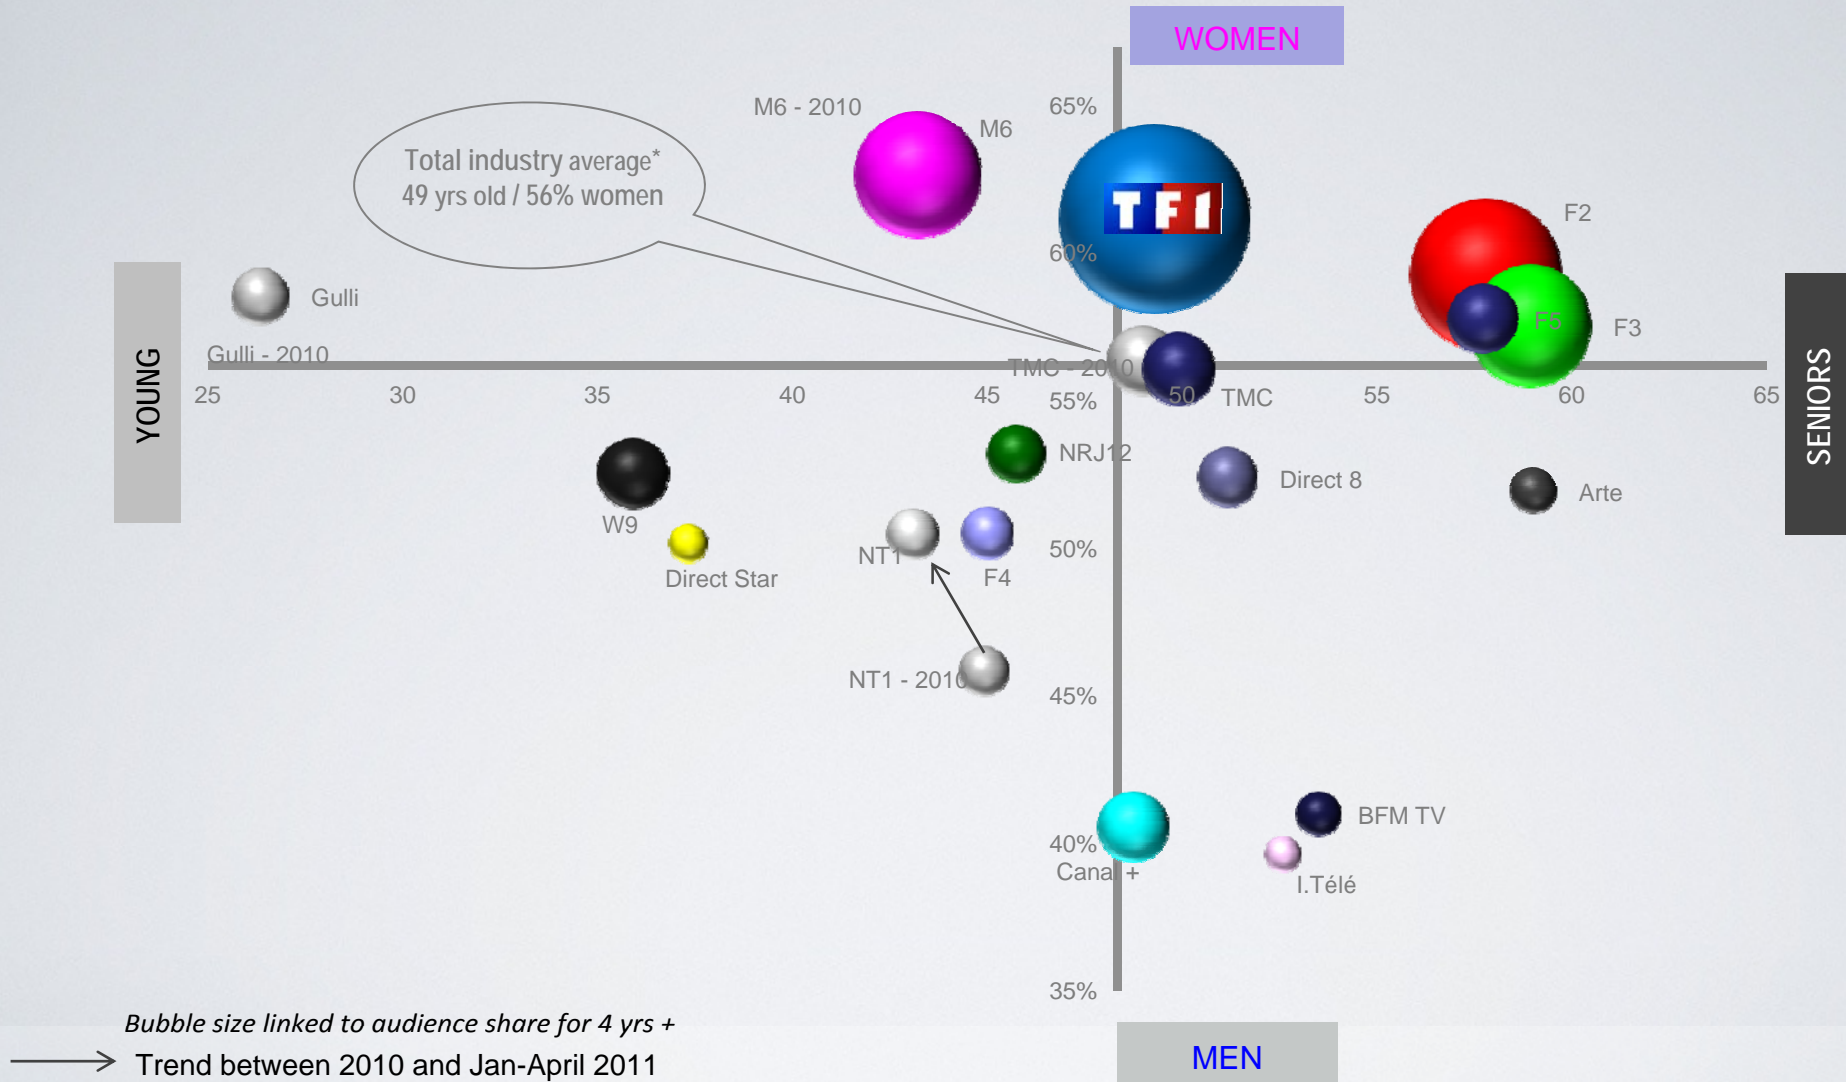 WOMEN
M6 - 2010
65%
M6
Total industry average*
49 yrs old / 56% women
TF1
F2
60%
Gulli
F5
F3
Gulli - 2010
TMC - 2010
YOUNG
SENIORS
25
30
35
40
45
50
55
60
65
55%
TMC
NRJ12
Direct 8
Arte
W9
NT1
50%
Direct Star
F4
NT1 - 2010
45%
BFM TV
40%
Canal +
I.Télé
35%
Bubble size linked to audience share for 4 yrs +
Trend between 2010 and Jan-April 2011
MEN